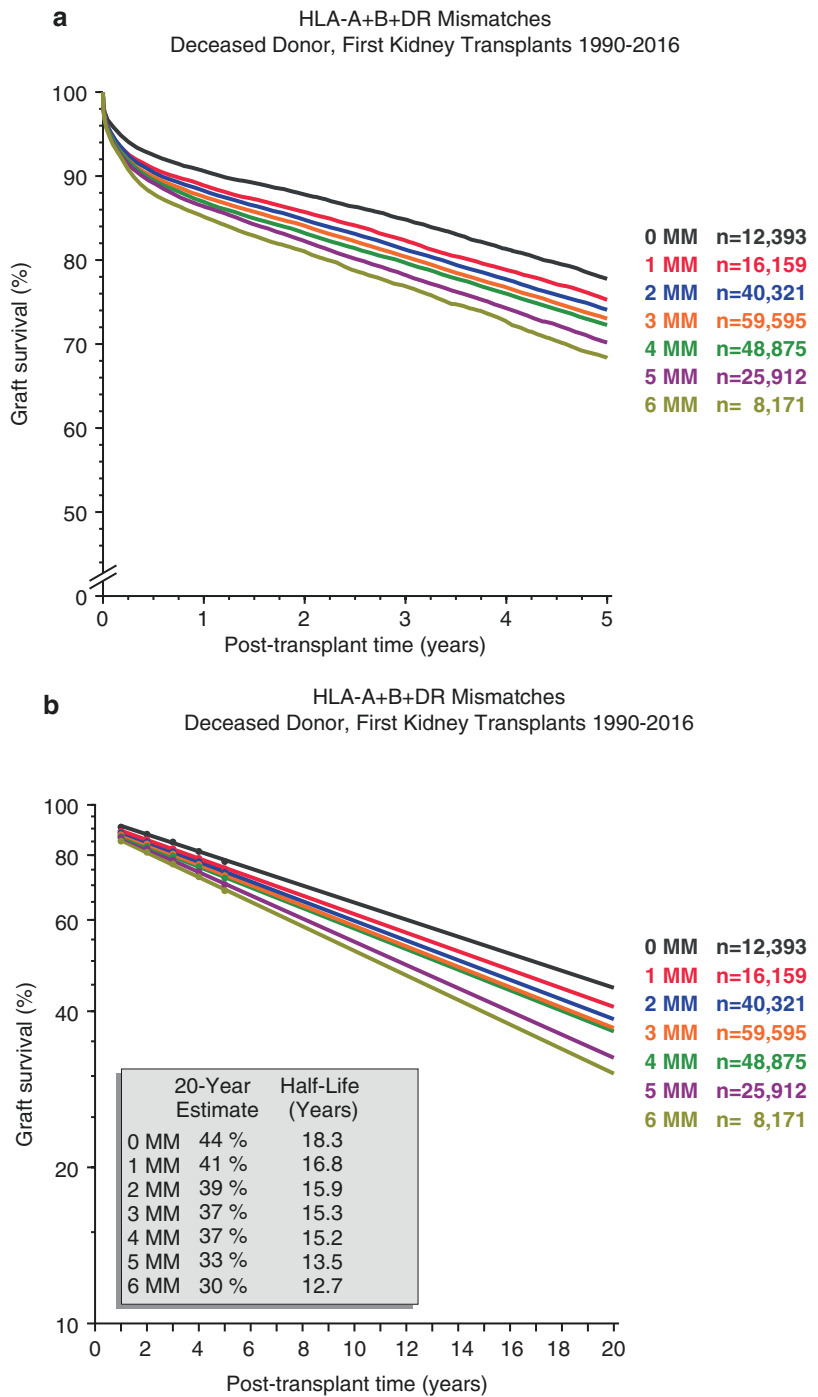 a
HLA-A+B+DR Mismatches
Deceased Donor, First Kidney Transplants 1990-2016
Graft survival (%)
100
90
80
70
60
50
0
0 1 2 3 4 5
Post-transplant time (years)
0 MM n=12,393
1 MM n=16,159
2 MM n=40,321
3 MM n=59,595
4 MM n=48,875
5 MM n=25,912
6 MM n= 8,171
b
HLA-A+B+DR Mismatches
Deceased Donor, First Kidney Transplants 1990-2016
Graft survival (%)
100
80
60
40
20
10
0 2 4 6 8 10 12 14 16 18 20
Post-transplant time (years)
0 MM n=12,393
1 MM n=16,159
2 MM n=40,321
3 MM n=59,595
4 MM n=48,875
5 MM n=25,912
6 MM n= 8,171
20-Year Half-Life
Estimate (Years)
0 MM 44 % 18.3
1 MM 41 % 16.8
2 MM 39 % 15.9
3 MM 37 % 15.3
4 MM 37 % 15.2
5 MM 33 % 13.5
6 MM 30 % 12.7